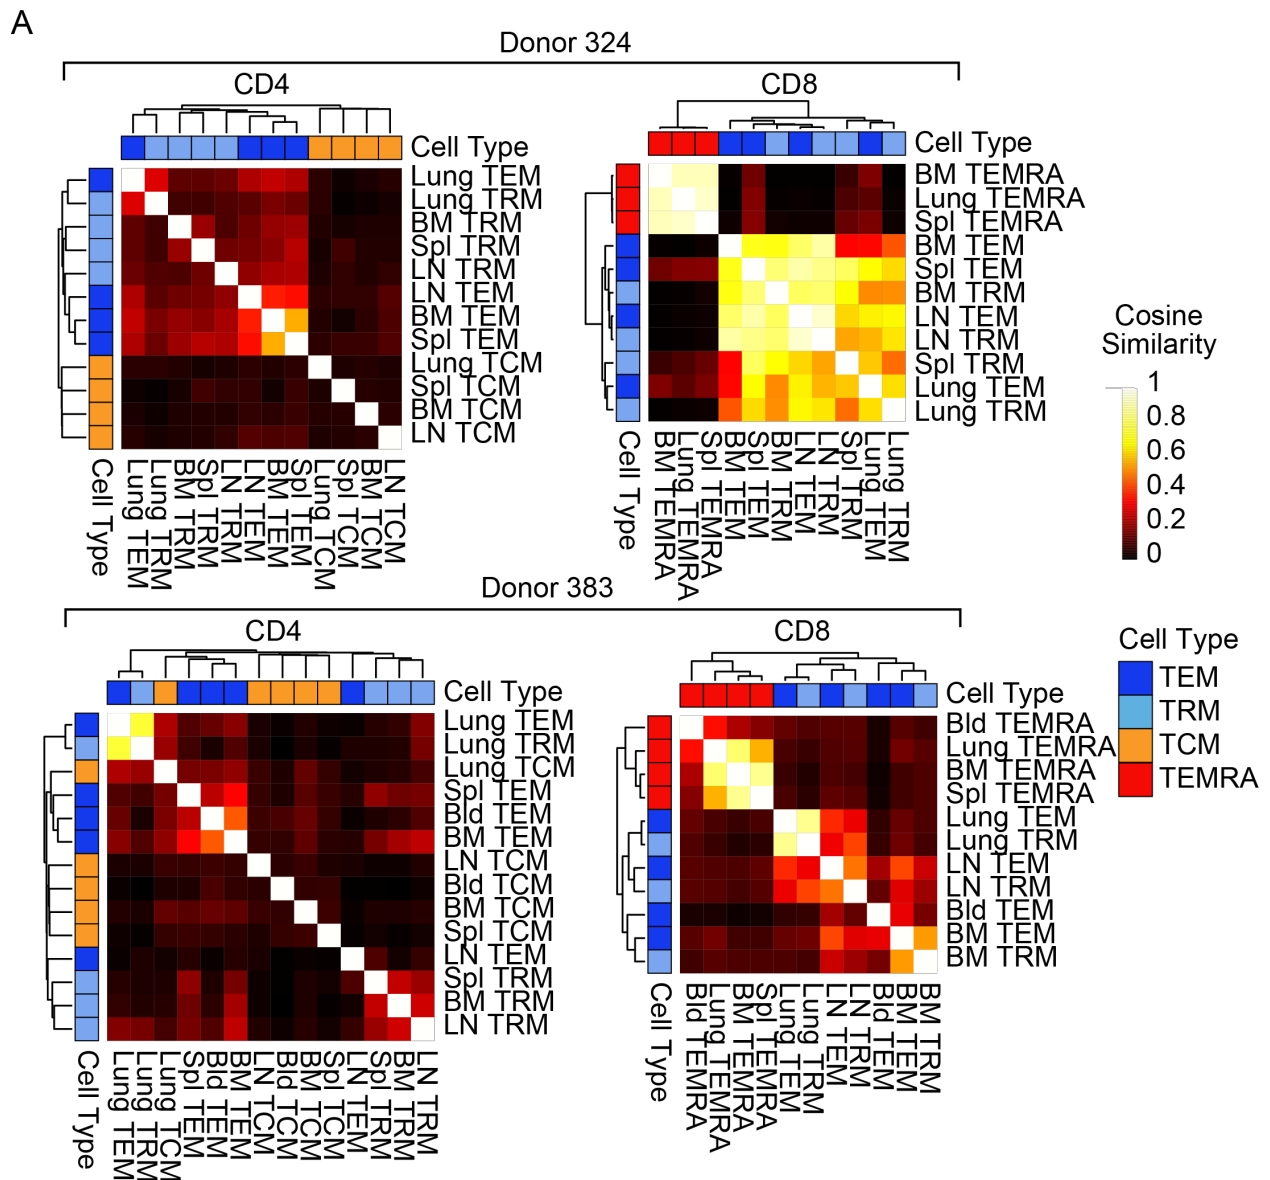 A
Donor 324
CD4
CD8
Cell Type
Lung TEM
Lung TRM
BM TRM
Spl TRM
LN TRM
LN TEM
BM TEM
Spl TEM
Lung TCM
Spl TCM
BM TCM
LN TCM
Cell Type
Lung TEM
Lung TRM
BM TRM
Spl TRM
LN TRM
LN TEM
BM TEM
Spl TEM
Lung TCM
Spl TCM
BM TCM
LN TCM
Cell Type
BM TEMRA
Lung TEMRA
Spl TEMRA
BM TEM
Spl TEM
BM TRM
LN TEM
LN TRM
Spl TRM
Lung TEM
Lung TRM
Cell Type
BM TEMRA
Lung TEMRA
Spl TEMRA
BM TEM
Spl TEM
BM TRM
LN TEM
LN TRM
Spl TRM
Lung TEM
Lung TRM
Cosine
Similarity
1
0.8
0.6
0.4
0.2
0
Donor 383
CD4
CD8
Cell Type
Lung TEM
Lung TRM
Lung TCM
Spl TEM
Bld TEM
BM TEM
LN TCM
Bld TCM
BM TCM
Spl TCM
LN TEM
Spl TRM
BM TRM
LN TRM
Cell Type
Lung TEM
Lung TRM
Lung TCM
Spl TEM
Bld TEM
BM TEM
LN TCM
Bld TCM
BM TCM
Spl TCM
LN TEM
Spl TRM
BM TRM
LN TRM
Cell Type
Bld TEMRA
Lung TEMRA
BM TEMRA
Spl TEMRA
Lung TEM
Lung TRM
LN TEM
LN TRM
Bld TEM
BM TEM
BM TRM
Cell Type
Bld TEMRA
Lung TEMRA
BM TEMRA
Spl TEMRA
Lung TEM
Lung TRM
LN TEM
LN TRM
Bld TEM
BM TEM
BM TRM
Cell Type
TEM
TRM
TCM
TEMRA